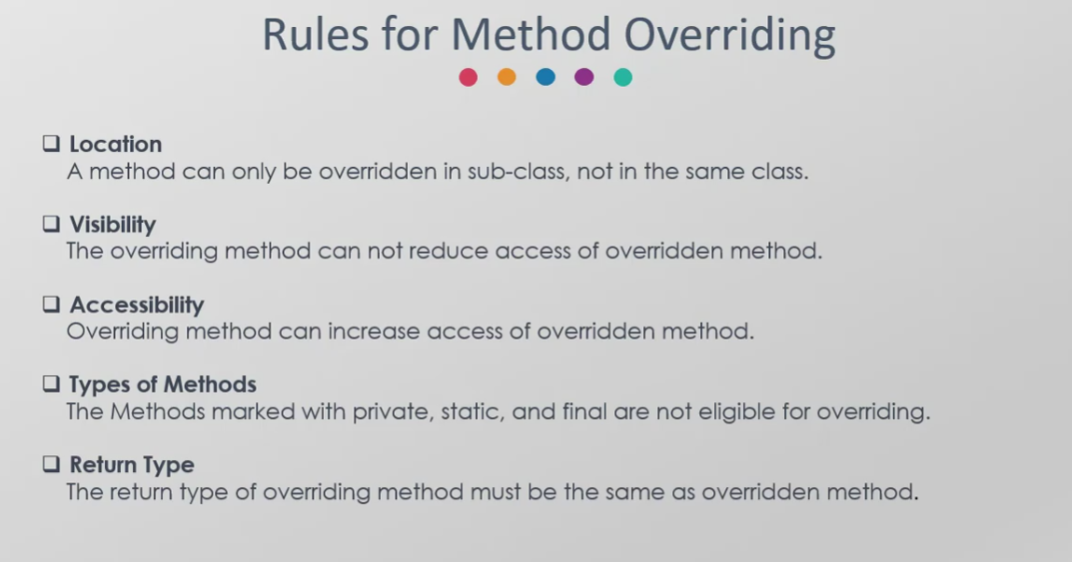 Rules for Method Overriding
❑ Location
A method can only be overridden in sub-class, not in the same class.
❑ Visibility
The overriding method can not reduce access of overridden method.
❑ Accessibility
Overriding method can increase access of overridden method.
❑ Types of Methods
The Methods marked with private, static, and final are not eligible for overriding.
❑ Return Type
The return type of overriding method must be the same as overridden method.